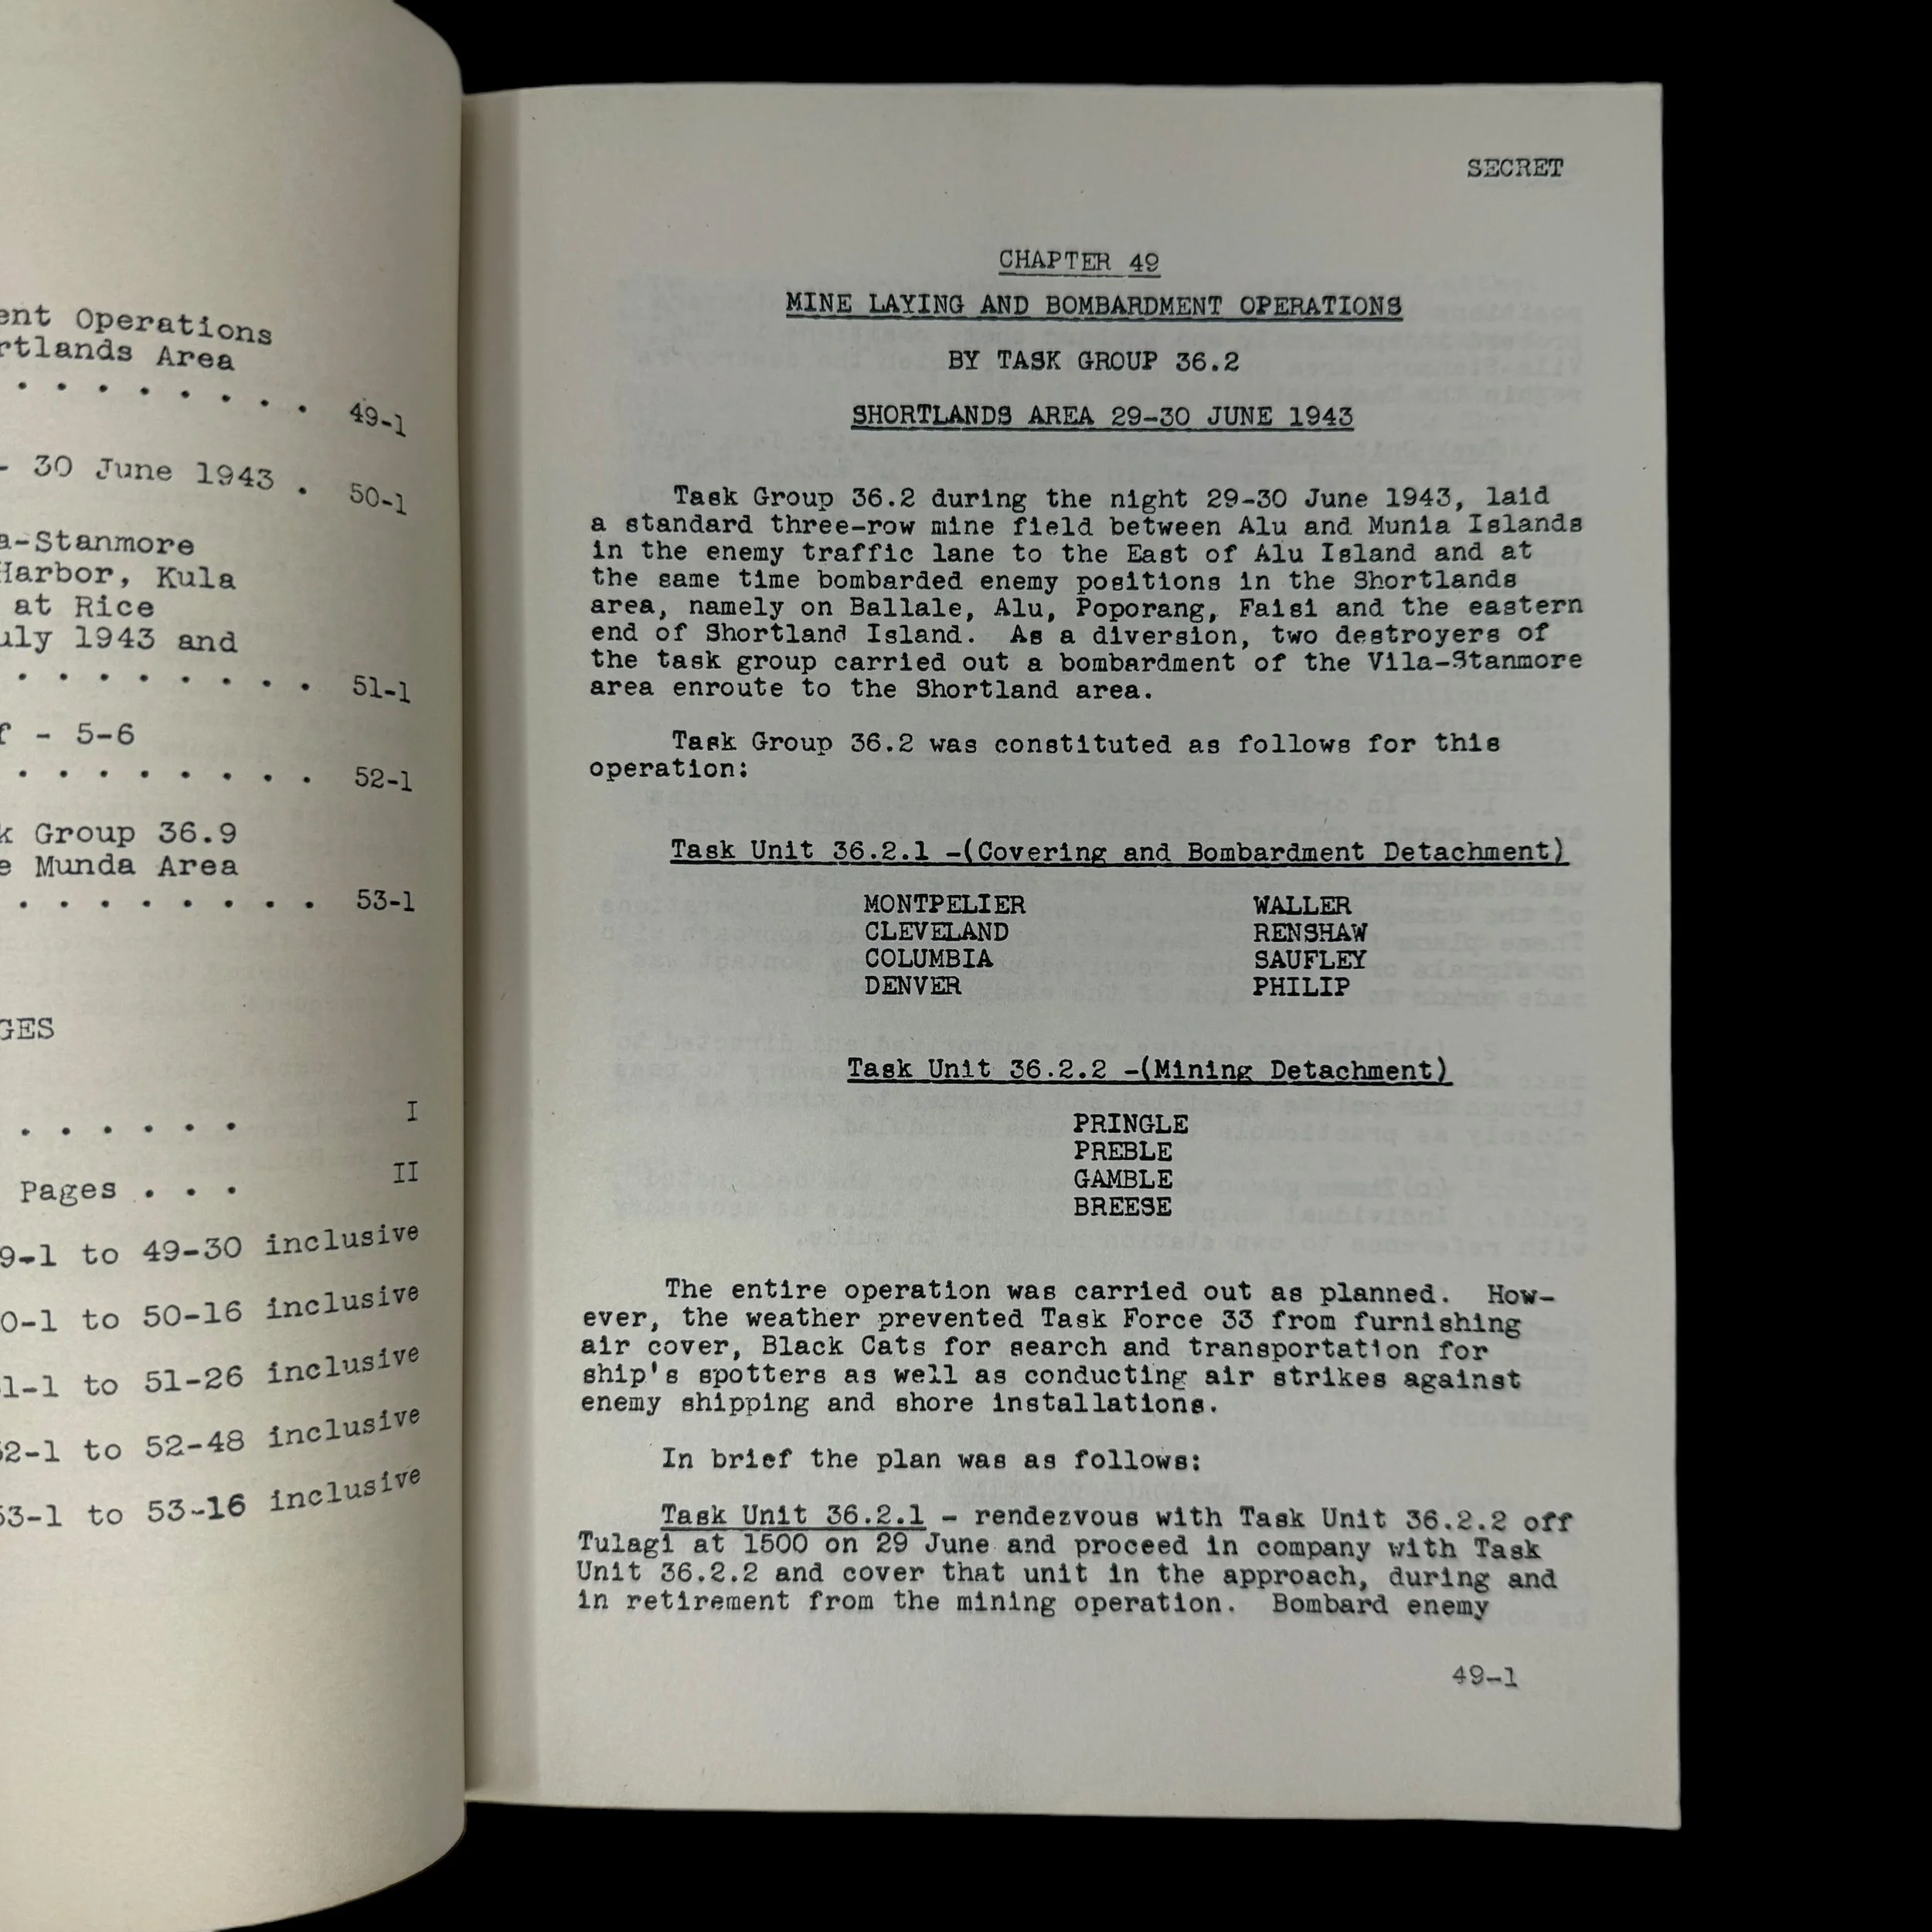 ent Operations
rtlands Area
. . . . . . . . 49-1
- 30 June 1943 . 50-1
a-Stanmore
Harbor, Kula
at Rice
uly 1943 and
. . . . . . . . 51-1
f - 5-6
. . . . . . . . 52-1
k Group 36.9
e Munda Area
. . . . . . . . 53-1
GES
. . . . . . I
Pages . . . II
9-1 to 49-30 inclusive
0-1 to 50-16 inclusive
51-1 to 51-26 inclusive
52-1 to 52-48 inclusive
53-1 to 53-16 inclusive
SECRET
CHAPTER 49
MINE LAYING AND BOMBARDMENT OPERATIONS
BY TASK GROUP 36.2
SHORTLANDS AREA 29-30 JUNE 1943
Task Group 36.2 during the night 29-30 June 1943, laid
a standard three-row mine field between Alu and Munia Islands
in the enemy traffic lane to the East of Alu Island and at
the same time bombarded enemy positions in the Shortlands
area, namely on Ballale, Alu, Poporang, Faisi and the eastern
end of Shortland Island. As a diversion, two destroyers of
the task group carried out a bombardment of the Vila-Stanmore
area enroute to the Shortland area.
Task Group 36.2 was constituted as follows for this
operation:
Task Unit 36.2.1 -(Covering and Bombardment Detachment)
MONTPELIER WALLER
CLEVELAND RENSHAW
COLUMBIA SAUFLEY
DENVER PHILIP
Task Unit 36.2.2 -(Mining Detachment)
PRINGLE
PREBLE
GAMBLE
BREESE
The entire operation was carried out as planned. How-
ever, the weather prevented Task Force 33 from furnishing
air cover, Black Cats for search and transportation for
ship's spotters as well as conducting air strikes against
enemy shipping and shore installations.
In brief the plan was as follows:
Task Unit 36.2.1 - rendezvous with Task Unit 36.2.2 off
Tulagi at 1500 on 29 June and proceed in company with Task
Unit 36.2.2 and cover that unit in the approach, during and
in retirement from the mining operation. Bombard enemy
49-1